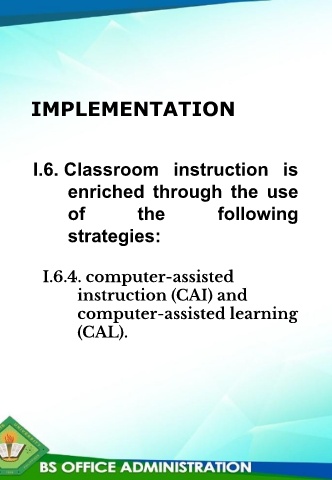 IMPLEMENTATION
I.6. Classroom instruction is
enriched through the use
of the following
strategies:
I.6.4. computer-assisted
instruction (CAI) and
computer-assisted learning
(CAL).
BS OFFICE ADMINISTRATION